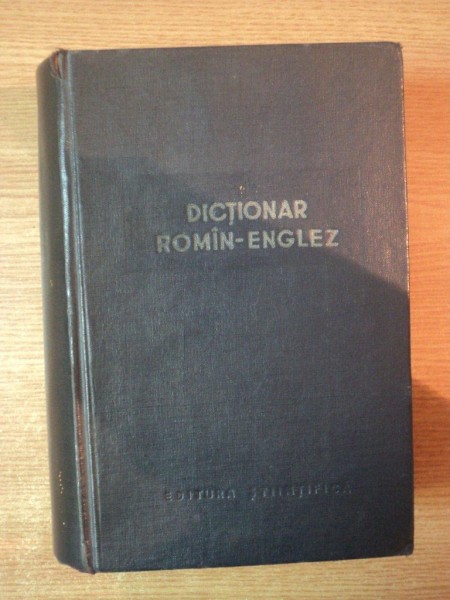 DICȚIONAR
ROMÎN-ENGLEZ
EDITURA ȘTIINȚIFICĂ